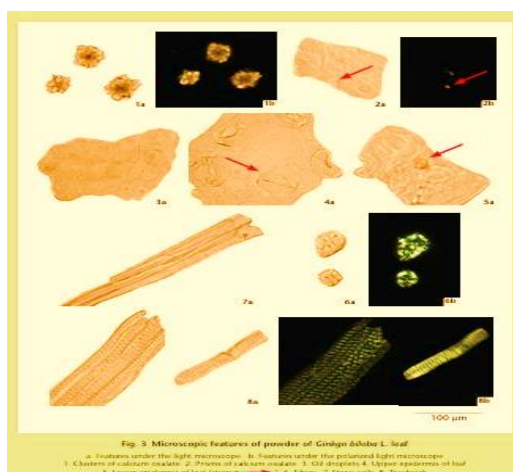 1a
1b
2a
2b
3a
4a
5a
7a
6a
6b
8a
8b
100 µm
Fig. 3 Microscopic features of powder of Ginkgo biloba L. leaf
a. Features under the light microscope b. Features under the polarized light microscope
1. Clusters of calcium oxalate 2. Prisms of calcium oxalate 3. Oil droplets 4. Upper epidermis of leaf